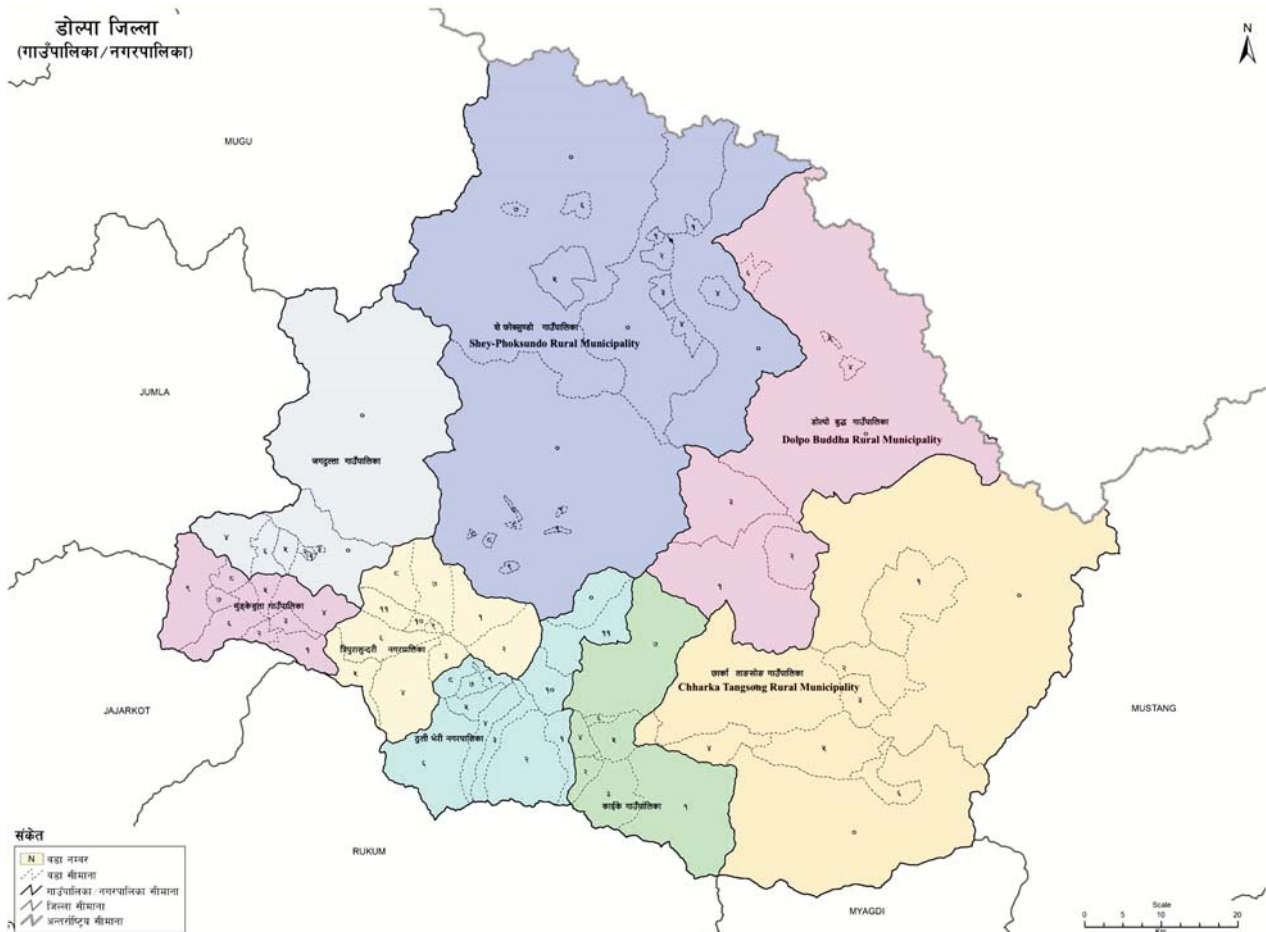 डोल्पा जिल्ला
(गाउँपालिका/नगरपालिका)
N
MUGU
शे फोक्सुण्डो गाउँपालिका
Shey-Phoksundo Rural Municipality
JUMLA
डोल्पो बुद्ध गाउँपालिका
Dolpo Buddha Rural Municipality
जगदुल्ला गाउँपालिका
मुड्केचुला गाउँपालिका
त्रिपुरासुन्दरी नगरपालिका
छार्का ताङसोङ गाउँपालिका
Chharka Tangsong Rural Municipality
JAJARKOT
MUSTANG
ठुली भेरी नगरपालिका
काईके गाउँपालिका
RUKUM
MYAGDI
संकेत
N वडा नम्बर
वडा सीमाना
गाउँपालिका/नगरपालिका सीमाना
जिल्ला सीमाना
अन्तर्राष्ट्रिय सीमाना
Scale
0 5 10 20
Km